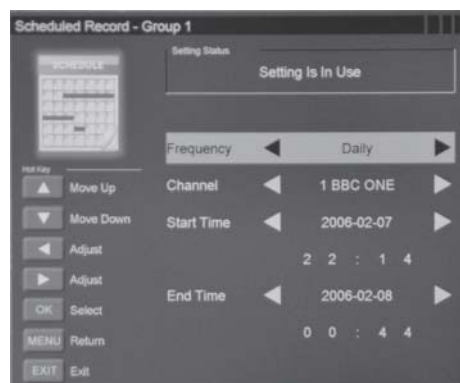 Scheduled Record - Group 1
SCHEDULE
Setting Status
Setting Is In Use
Frequency Daily
Channel 1 BBC ONE
Start Time 2006-02-07
2 2 : 1 4
End Time 2006-02-08
0 0 : 4 4
Hot Key
Move Up
Move Down
Adjust
Adjust
OK Select
MENU Return
EXIT Exit